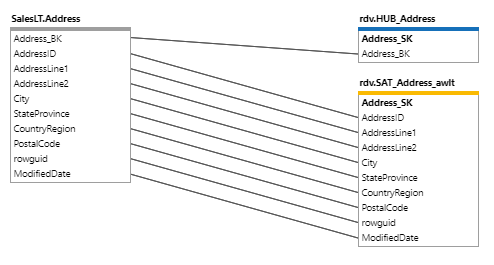 SalesLT.Address
Address_BK
AddressID
AddressLine1
AddressLine2
City
StateProvince
CountryRegion
PostalCode
rowguid
ModifiedDate
rdv.HUB_Address
Address_SK
Address_BK
rdv.SAT_Address_awlt
Address_SK
AddressID
AddressLine1
AddressLine2
City
StateProvince
CountryRegion
PostalCode
rowguid
ModifiedDate